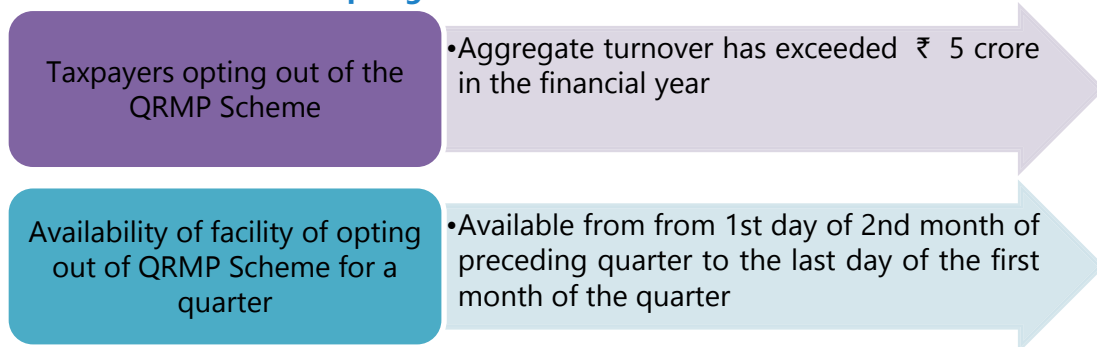 Taxpayers opting out of the
QRMP Scheme
•Aggregate turnover has exceeded ₹ 5 crore
in the financial year
Availability of facility of opting
out of QRMP Scheme for a
quarter
•Available from from 1st day of 2nd month of
preceding quarter to the last day of the first
month of the quarter